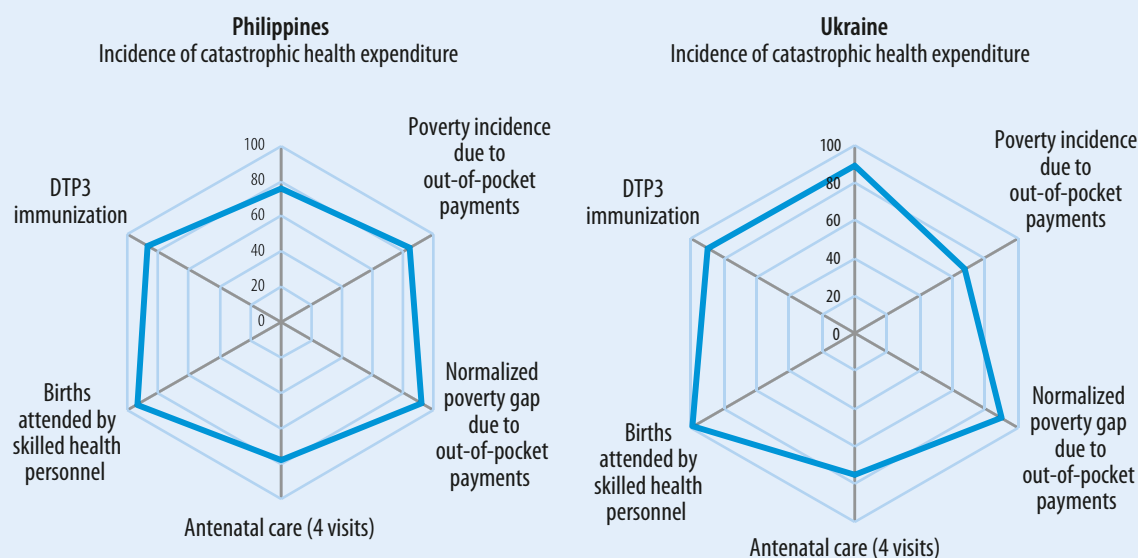 Philippines
Incidence of catastrophic health expenditure
100
80
60
40
20
0
Poverty incidence
due to
out-of-pocket
payments
Normalized
poverty gap
due to
out-of-pocket
payments
Antenatal care (4 visits)
Births
attended by
skilled health
personnel
DTP3
immunization
Ukraine
Incidence of catastrophic health expenditure
100
80
60
40
20
0
Poverty incidence
due to
out-of-pocket
payments
Normalized
poverty gap
due to
out-of-pocket
payments
Antenatal care (4 visits)
Births
attended by
skilled health
personnel
DTP3
immunization